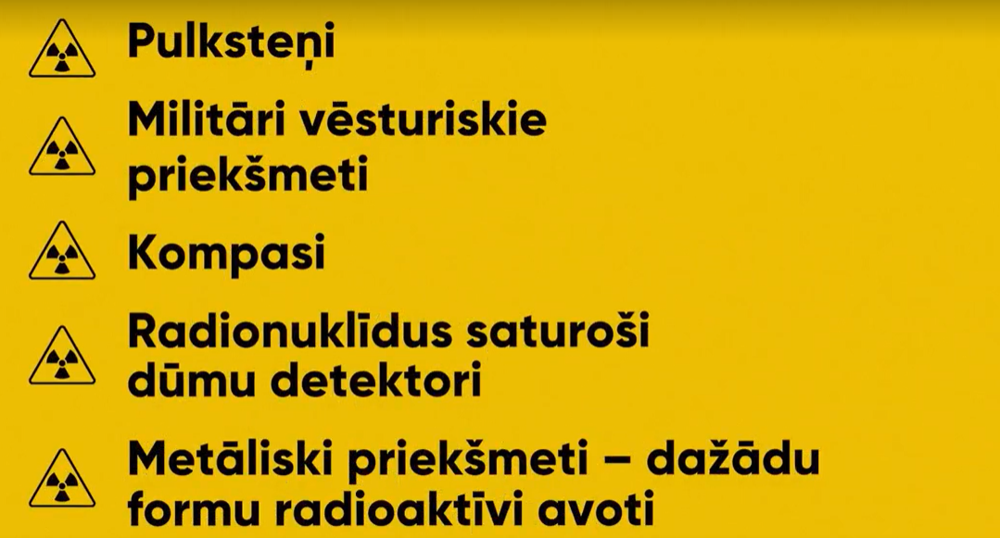 Pulksteņi
Militāri vēsturiskie
priekšmeti
Kompasi
Radionuklīdus saturoši
dūmu detektori
Metāliski priekšmeti – dažādu
formu radioaktīvi avoti